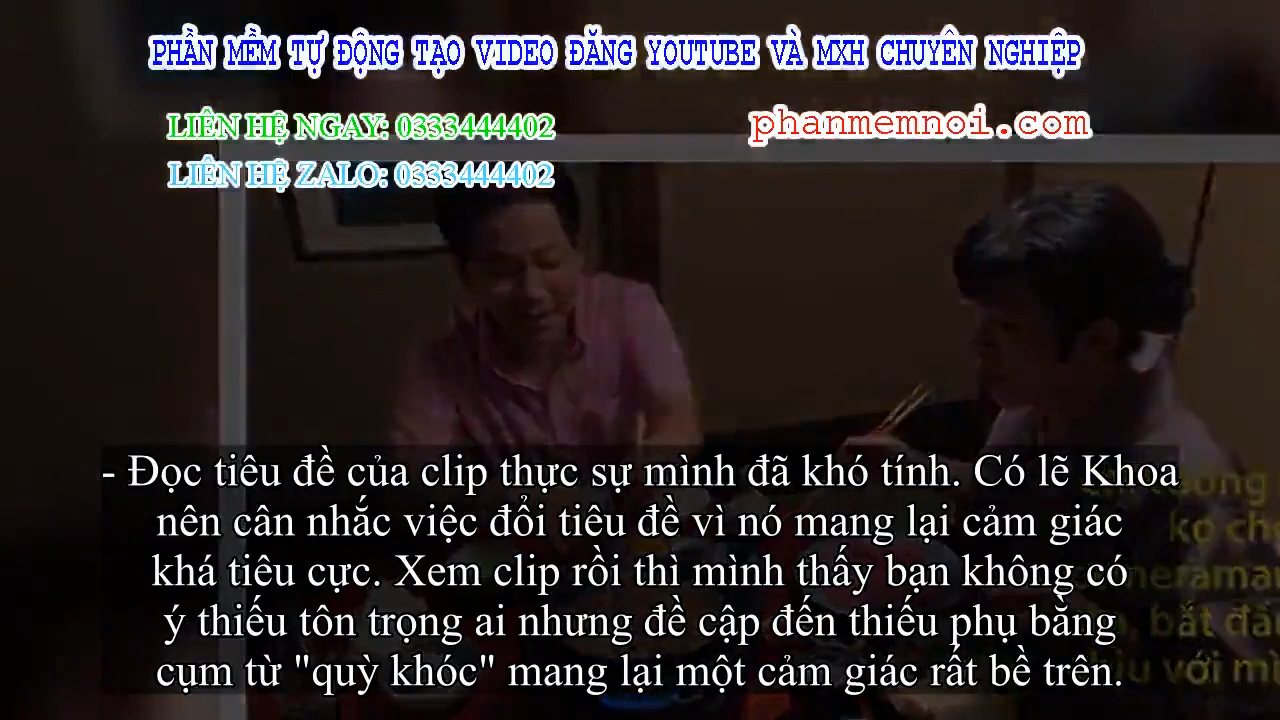 PHẦN MỀM TỰ ĐỘNG TẠO VIDEO ĐĂNG YOUTUBE VÀ MXH CHUYÊN NGHIỆP
LIÊN HỆ NGAY: 0333444402
phanmemnoi.com
LIÊN HỆ ZALO: 0333444402
- Đọc tiêu đề của clip thực sự mình đã khó tính. Có lẽ Khoa
nên cân nhắc việc đổi tiêu đề vì nó mang lại cảm giác
khá tiêu cực. Xem clip rồi thì mình thấy bạn không có
ý thiếu tôn trọng ai nhưng đề cập đến thiếu phụ bằng
cụm từ "quỳ khóc" mang lại một cảm giác rất bề trên.
ko
bắt
với